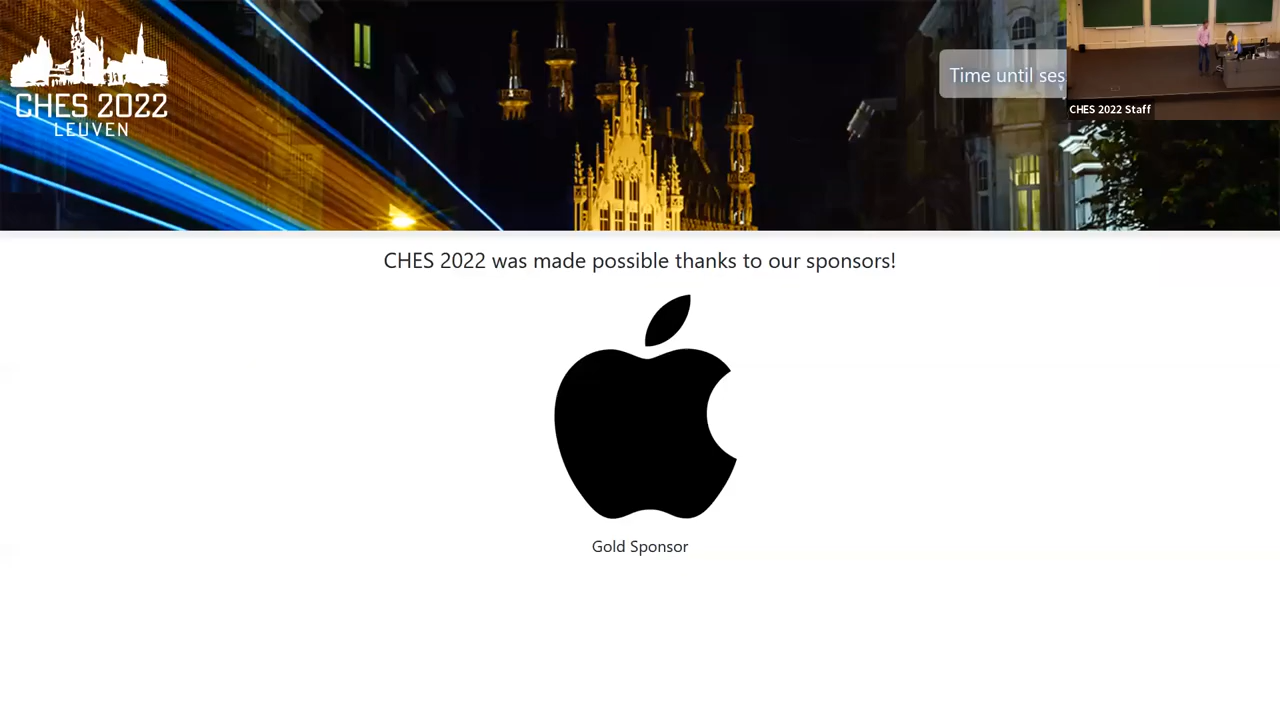 CHES 2022
LEUVEN
Time until ses
CHES 2022 Staff
CHES 2022 was made possible thanks to our sponsors!
Gold Sponsor